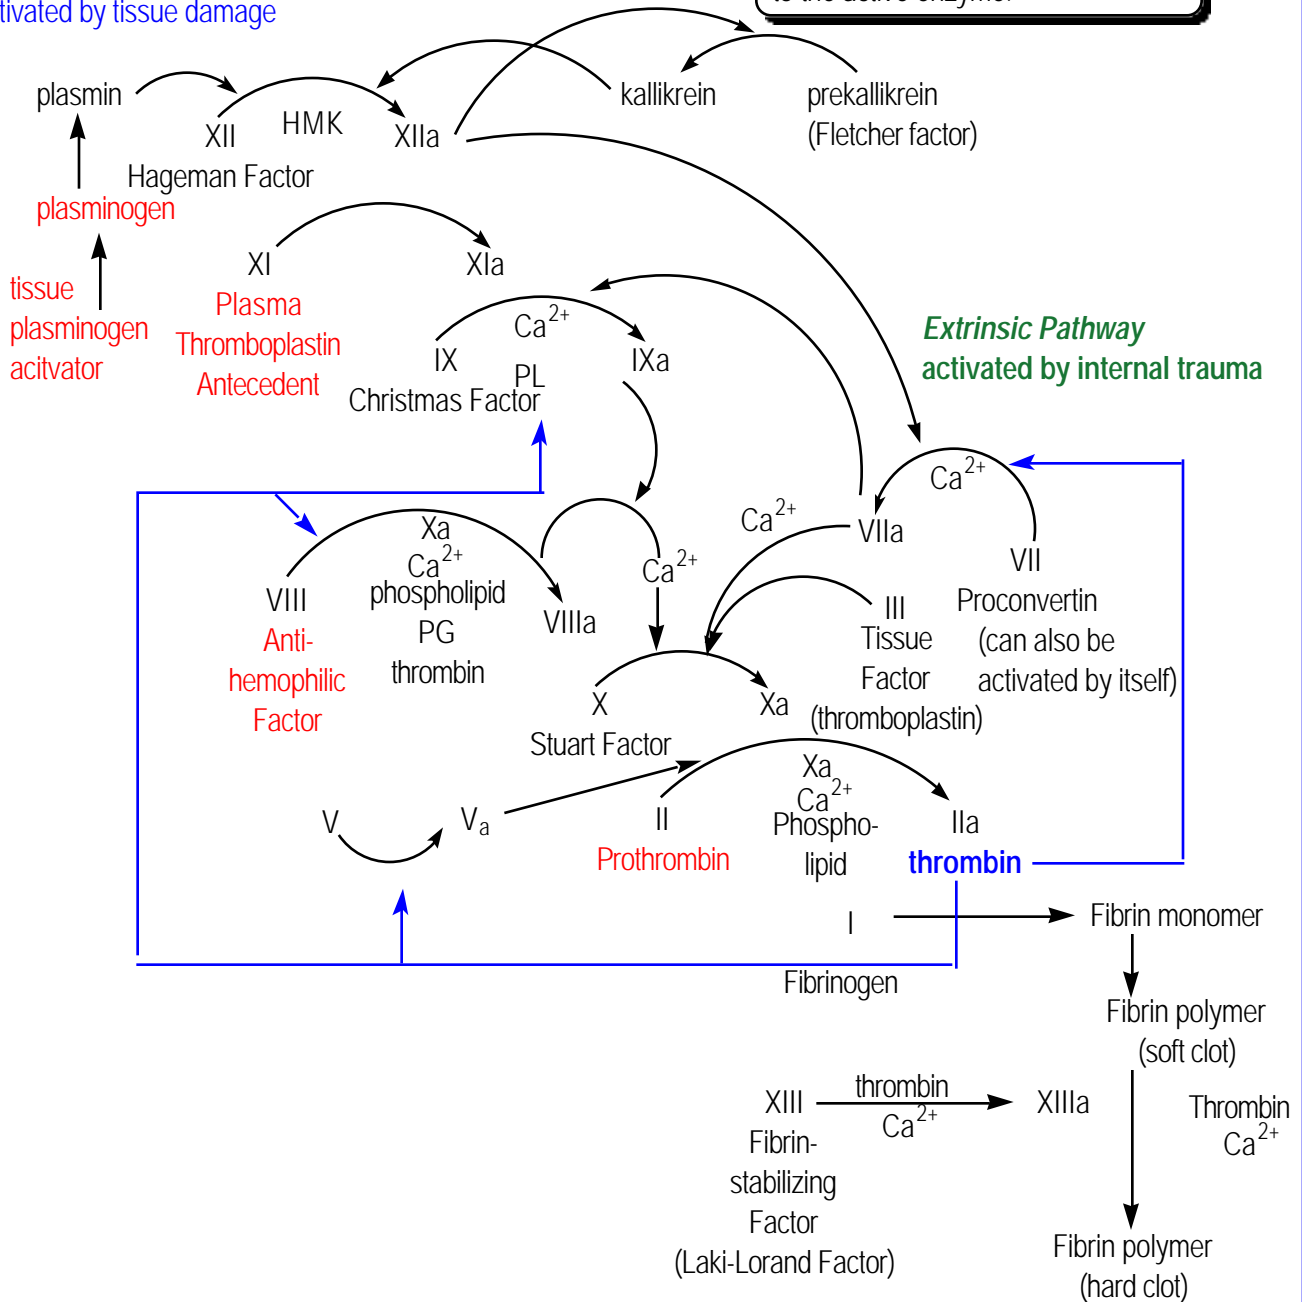 tivated by tissue damage
to the active enzyme.
plasmin
XII
HMK
XIIa
Hageman Factor
kallikrein
prekallikrein
(Fletcher factor)
plasminogen
tissue
plasminogen
acitvator
XI
XIa
Plasma
Thromboplastin
Antecedent
Ca2+
IX
IXa
PL
Christmas Factor
Extrinsic Pathway
activated by internal trauma
Ca2+
VIIa
VII
Proconvertin
(can also be
activated by itself)
Ca2+
Xa
Ca2+
phospholipid
PG
thrombin
VIII
VIIIa
Anti-
hemophilic
Factor
Ca2+
III
Tissue
Factor
(thromboplastin)
X
Xa
Stuart Factor
Xa
Ca2+
Phospho-
lipid
V
Va
II
IIa
Prothrombin
thrombin
I
Fibrinogen
Fibrin monomer
Fibrin polymer
(soft clot)
XIII
thrombin
Ca2+
XIIIa
Thrombin
Ca2+
Fibrin-
stabilizing
Factor
(Laki-Lorand Factor)
Fibrin polymer
(hard clot)